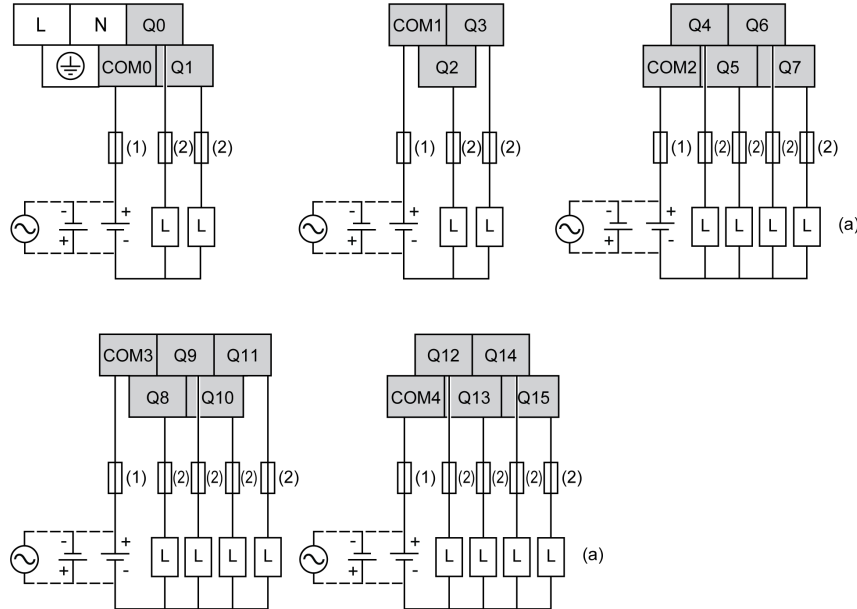 L N Q0 COM1 Q3 Q4 Q6
COM0 Q1 Q2 COM2 Q5 Q7
(1) (2) (2) (1) (2) (2) (1) (2) (2) (2) (2)
- + - + - +
L L L L L L L L (a)
+ - + - + -
COM3 Q9 Q11 Q12 Q14
Q8 Q10 COM4 Q13 Q15
(1) (2) (2) (2) (2) (1) (2) (2) (2) (2)
- + - +
L L L L L L L L (a)
+ - + -